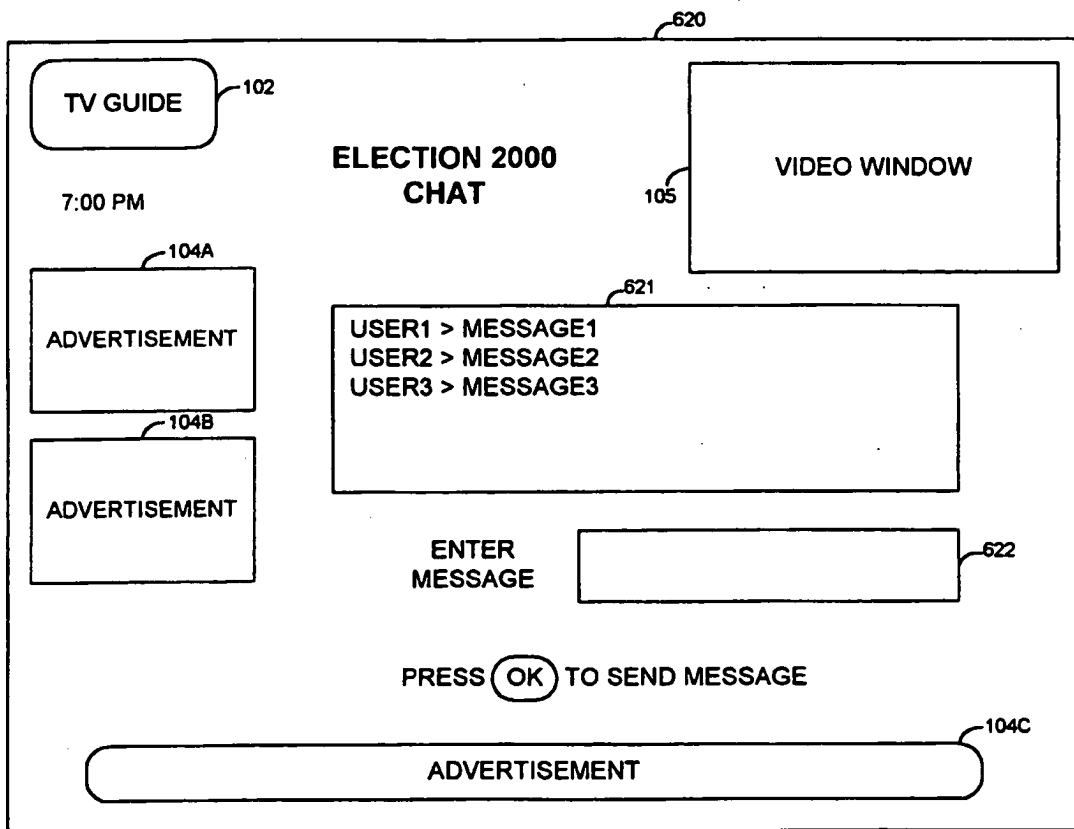 620
TV GUIDE
102
ELECTION 2000
CHAT
VIDEO WINDOW
105
7:00 PM
104A
ADVERTISEMENT
621
USER1 > MESSAGE1
USER2 > MESSAGE2
USER3 > MESSAGE3
104B
ADVERTISEMENT
ENTER
MESSAGE
622
PRESS OK TO SEND MESSAGE
104C
ADVERTISEMENT